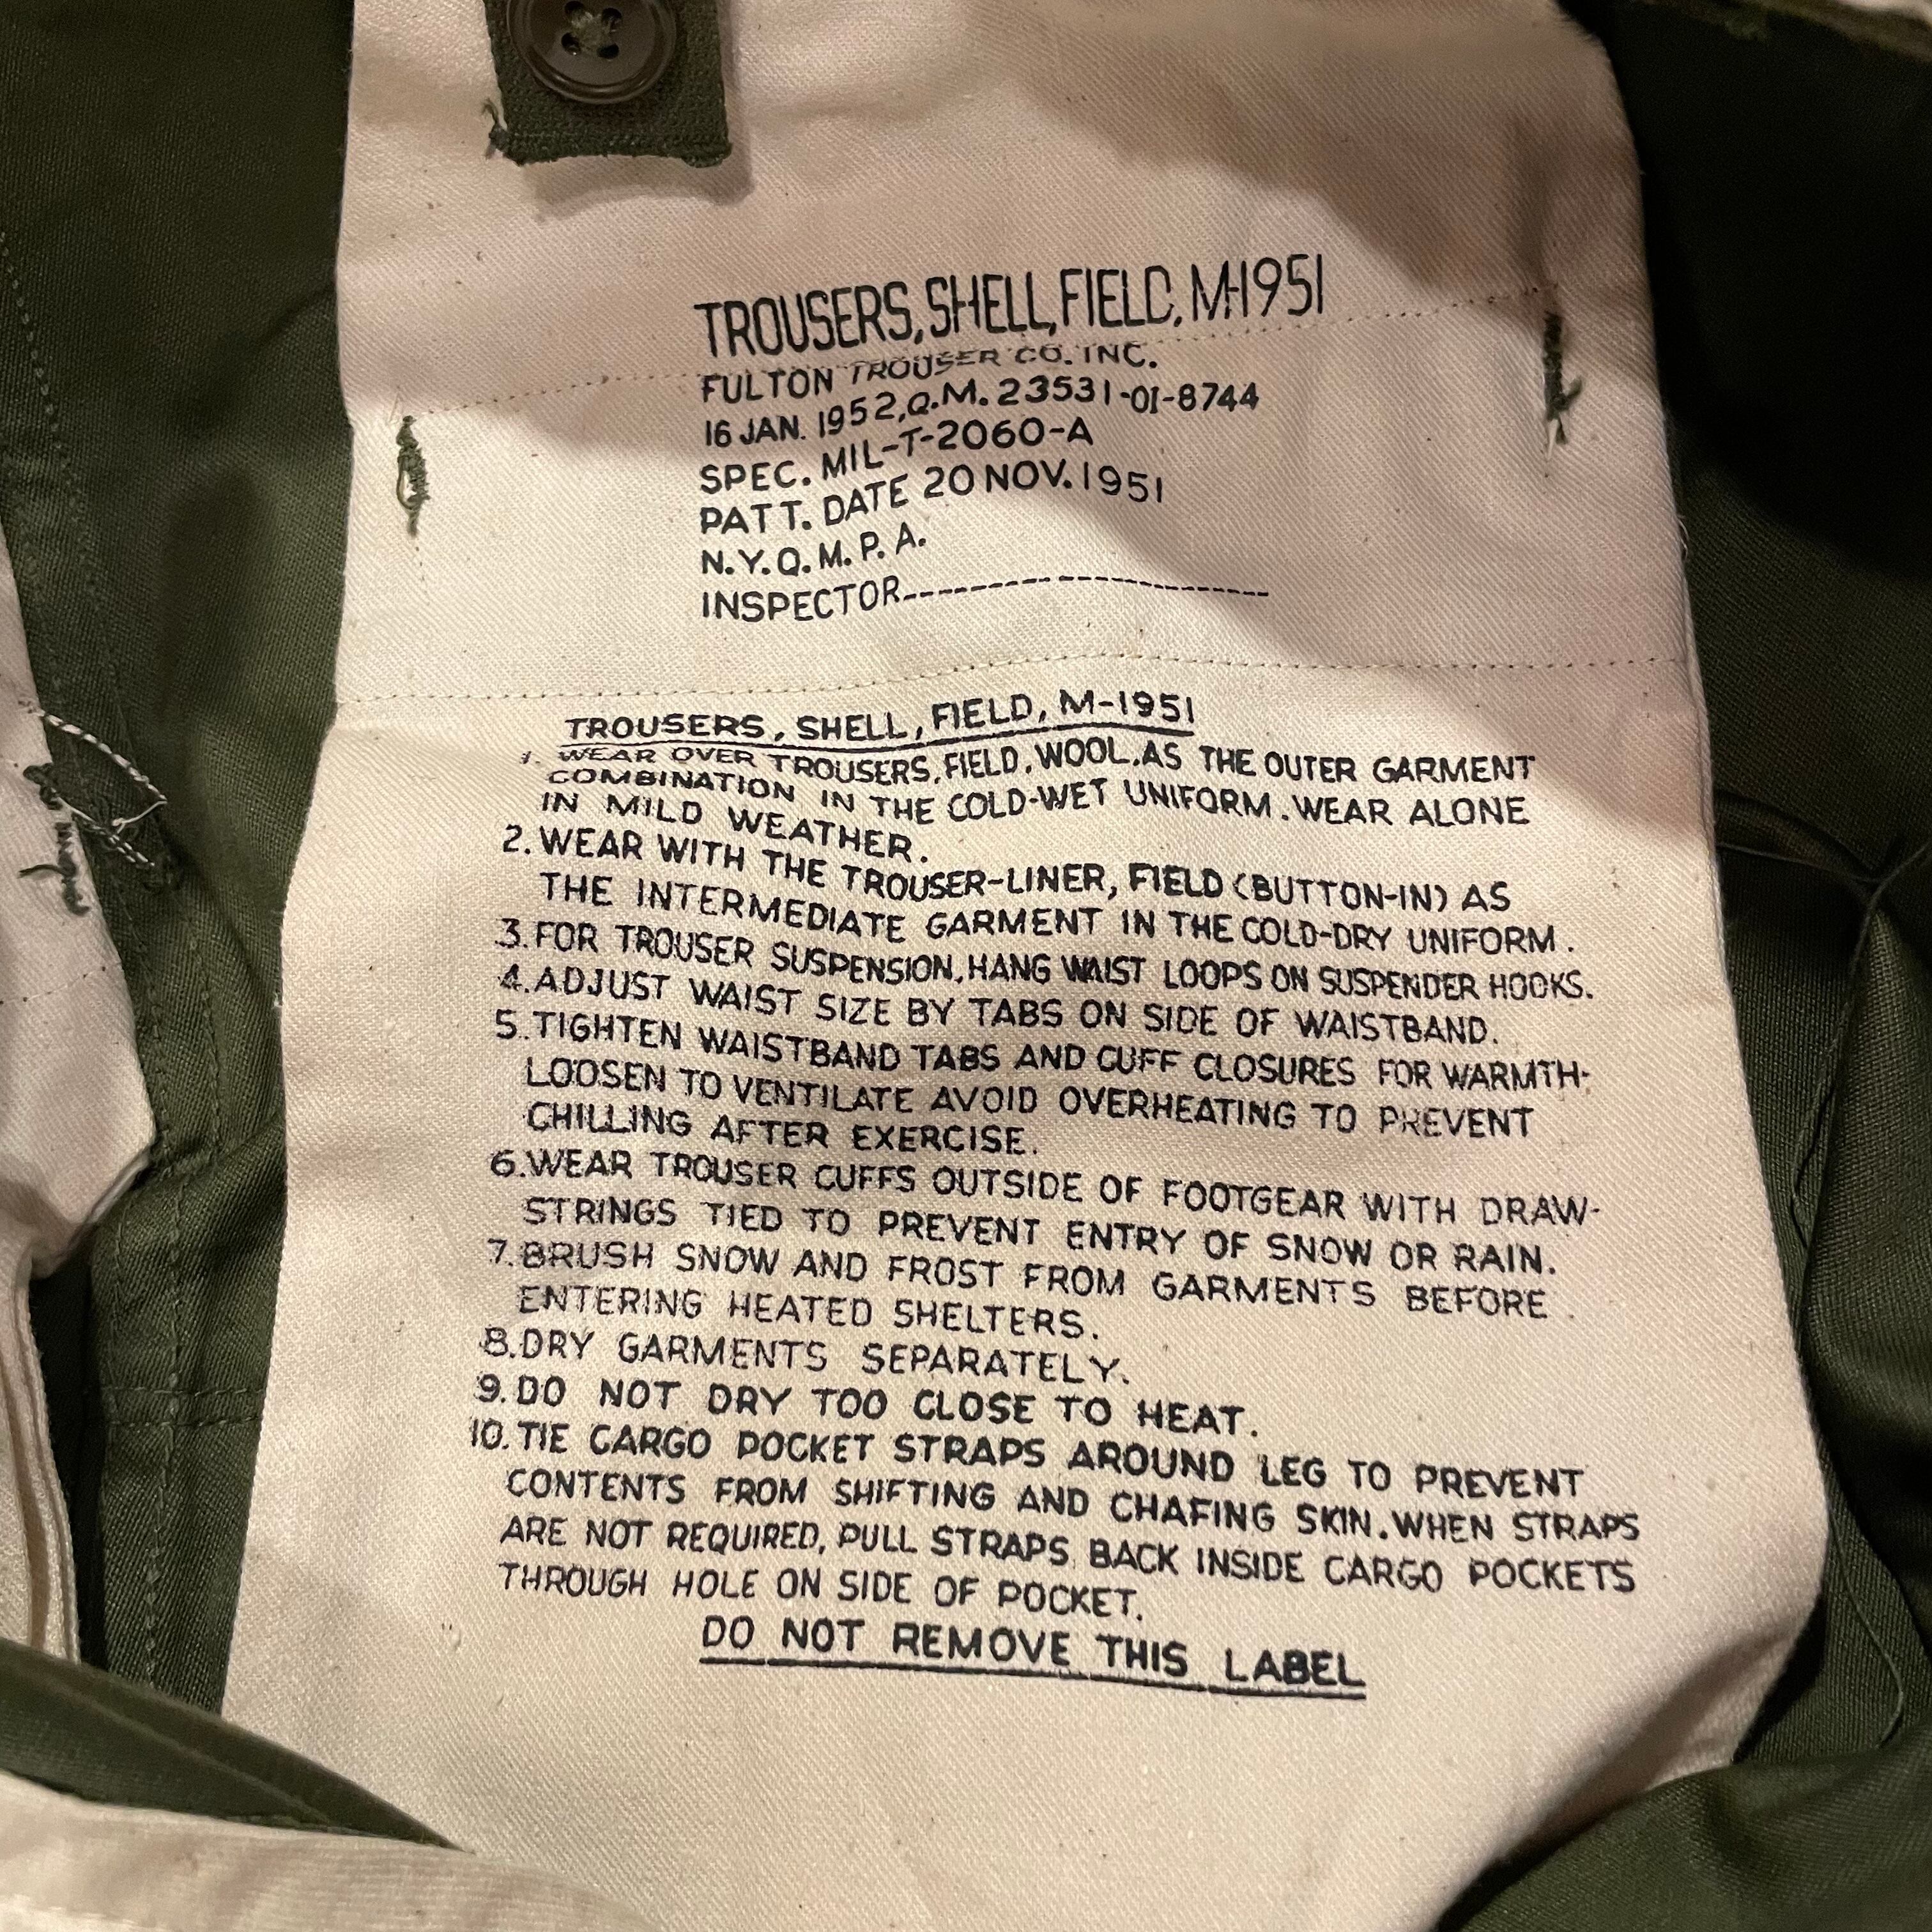 TROUSERS, SHELL, FIELD, M-1951
FULTON TROUSER CO. INC.
16 JAN. 1952, Q.M. 23531-OI-8744
SPEC. MIL-T-2060-A
PATT. DATE 20 NOV. 1951
N.Y.Q.M.P.A.
INSPECTOR----------------------
TROUSERS, SHELL, FIELD, M-1951
1. WEAR OVER TROUSERS, FIELD, WOOL, AS THE OUTER GARMENT
COMBINATION IN THE COLD-WET UNIFORM. WEAR ALONE
IN MILD WEATHER.
2. WEAR WITH THE TROUSER-LINER, FIELD (BUTTON-IN) AS
THE INTERMEDIATE GARMENT IN THE COLD-DRY UNIFORM.
3. FOR TROUSER SUSPENSION, HANG WAIST LOOPS ON SUSPENDER HOOKS.
4. ADJUST WAIST SIZE BY TABS ON SIDE OF WAISTBAND.
5. TIGHTEN WAISTBAND TABS AND CUFF CLOSURES FOR WARMTH-
LOOSEN TO VENTILATE AVOID OVERHEATING TO PREVENT
CHILLING AFTER EXERCISE.
6. WEAR TROUSER CUFFS OUTSIDE OF FOOTGEAR WITH DRAW-
STRINGS TIED TO PREVENT ENTRY OF SNOW OR RAIN.
7. BRUSH SNOW AND FROST FROM GARMENTS BEFORE
ENTERING HEATED SHELTERS.
8. DRY GARMENTS SEPARATELY.
9. DO NOT DRY TOO CLOSE TO HEAT.
10. TIE CARGO POCKET STRAPS AROUND LEG TO PREVENT
CONTENTS FROM SHIFTING AND CHAFING SKIN. WHEN STRAPS
ARE NOT REQUIRED, PULL STRAPS BACK INSIDE CARGO POCKETS
THROUGH HOLE ON SIDE OF POCKET.
DO NOT REMOVE THIS LABEL